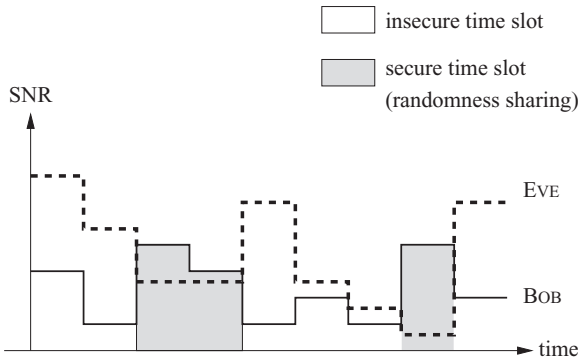 insecure time slot
secure time slot
(randomness sharing)
SNR
EVE
BOB
time